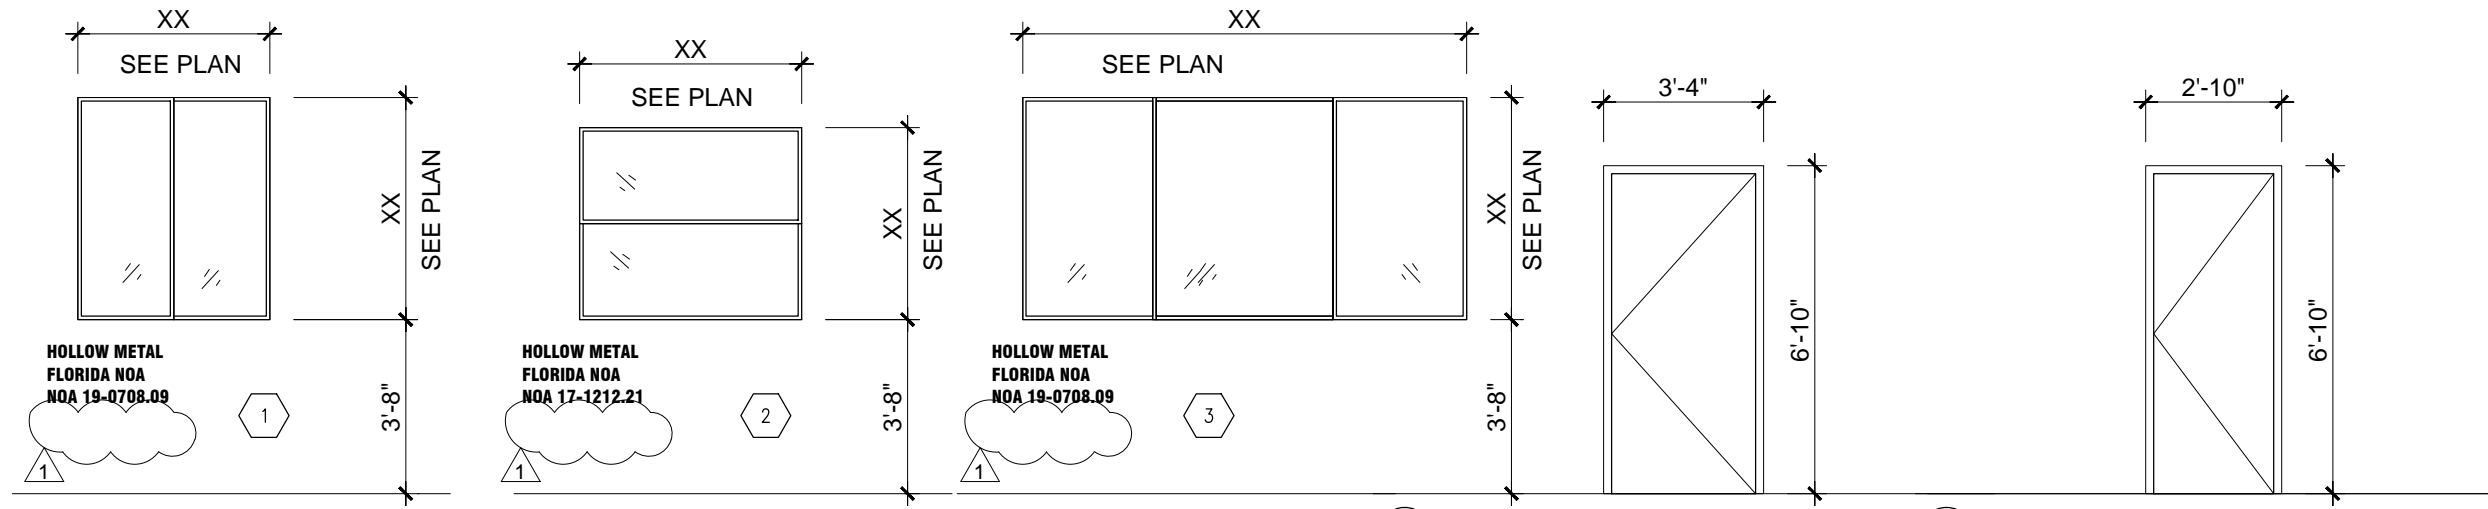 XX
SEE PLAN
XX
SEE PLAN
HOLLOW METAL
FLORIDA NOA
NOA 19-0708.09
1
1
3'-8"
XX
SEE PLAN
XX
SEE PLAN
HOLLOW METAL
FLORIDA NOA
NOA 17-1212.21
2
1
3'-8"
XX
SEE PLAN
XX
SEE PLAN
HOLLOW METAL
FLORIDA NOA
NOA 19-0708.09
3
1
3'-8"
3'-4"
6'-10"
2'-10"
6'-10"